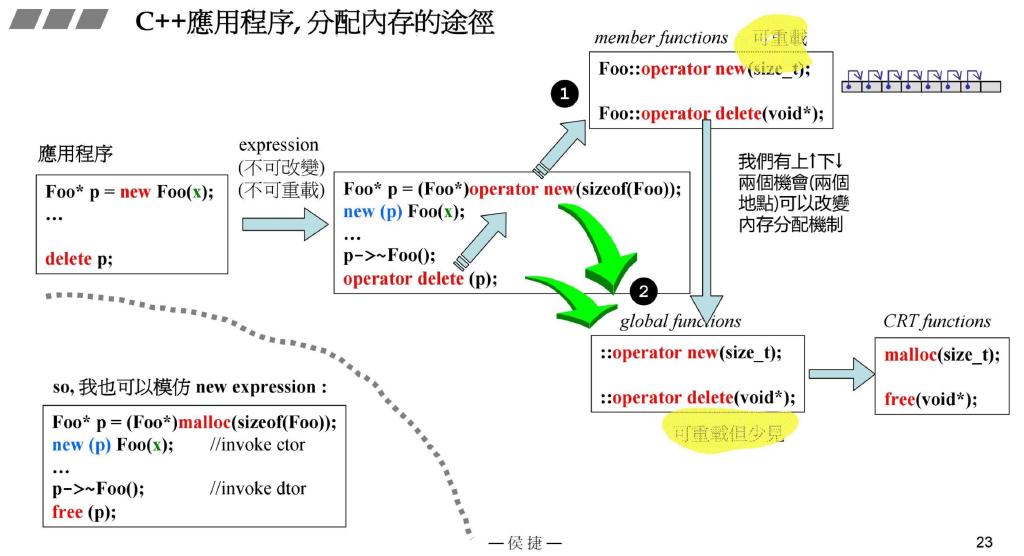 C++應用程序, 分配內存的途徑
member functions 可重載
Foo::operator new(size_t);
Foo::operator delete(void*);
1
應用程序
Foo* p = new Foo(x);
…
delete p;
expression
(不可改變)
(不可重載)
Foo* p = (Foo*)operator new(sizeof(Foo));
new (p) Foo(x);
…
p->~Foo();
operator delete (p);
我們有上↑下↓
兩個機會(兩個
地點)可以改變
內存分配機制
2
global functions
::operator new(size_t);
::operator delete(void*);
可重載但少見
CRT functions
malloc(size_t);
free(void*);
so, 我也可以模仿 new expression :
Foo* p = (Foo*)malloc(sizeof(Foo));
new (p) Foo(x); //invoke ctor
…
p->~Foo(); //invoke dtor
free (p);
— 侯捷 —
23